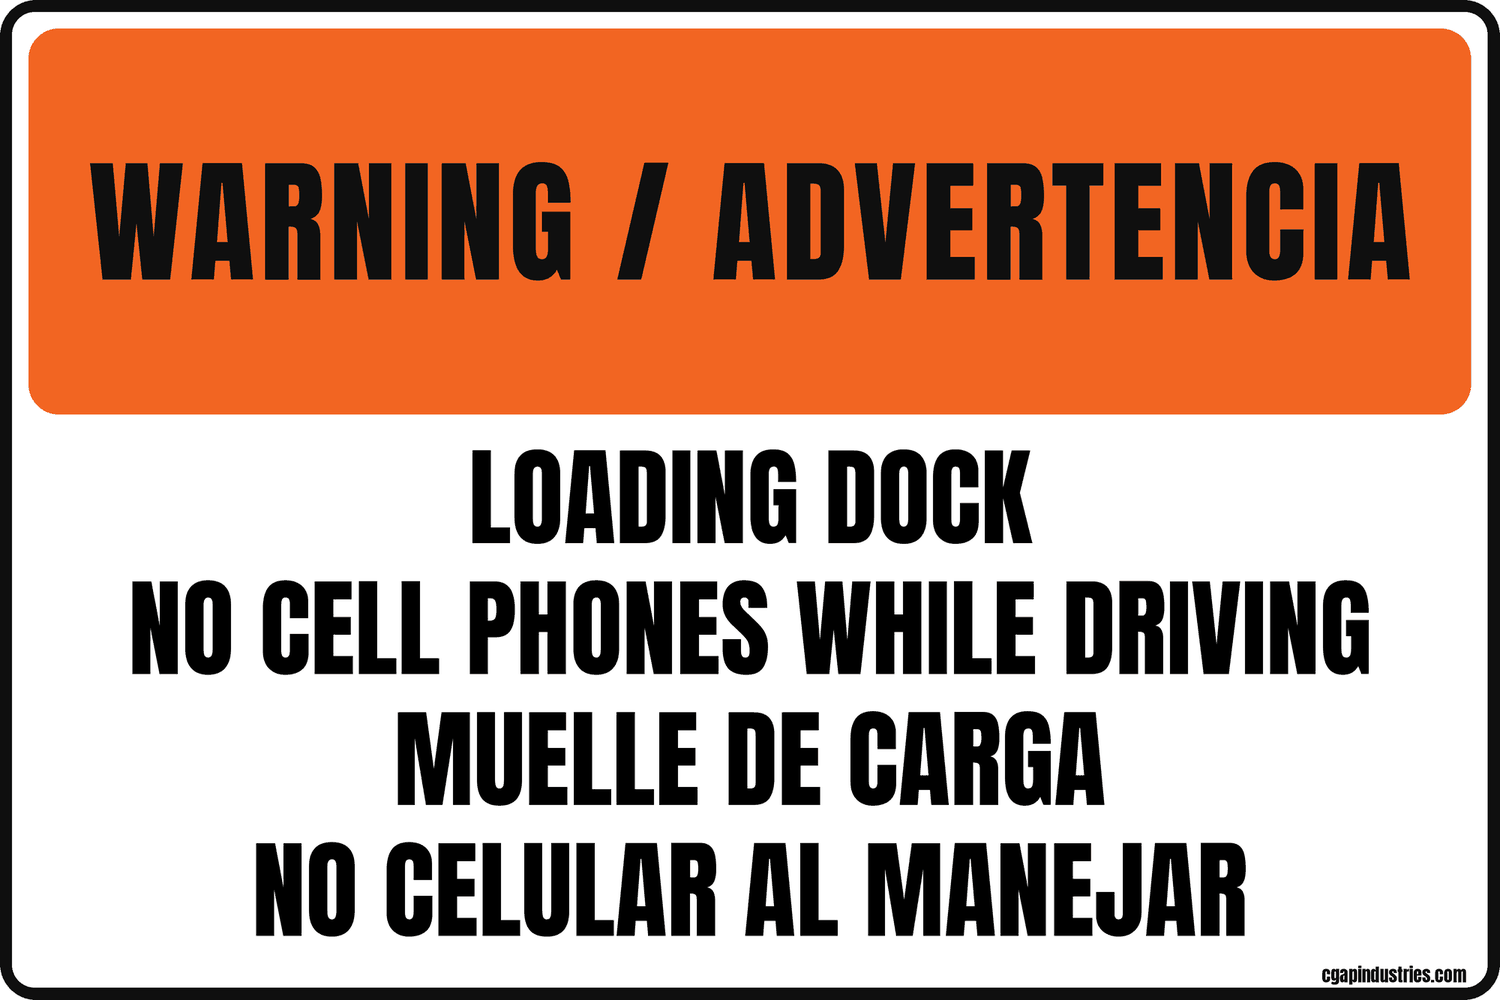 WARNING / ADVERTENCIA
LOADING DOCK
NO CELL PHONES WHILE DRIVING
MUELLE DE CARGA
NO CELULAR AL MANEJAR
cgapindustries.com